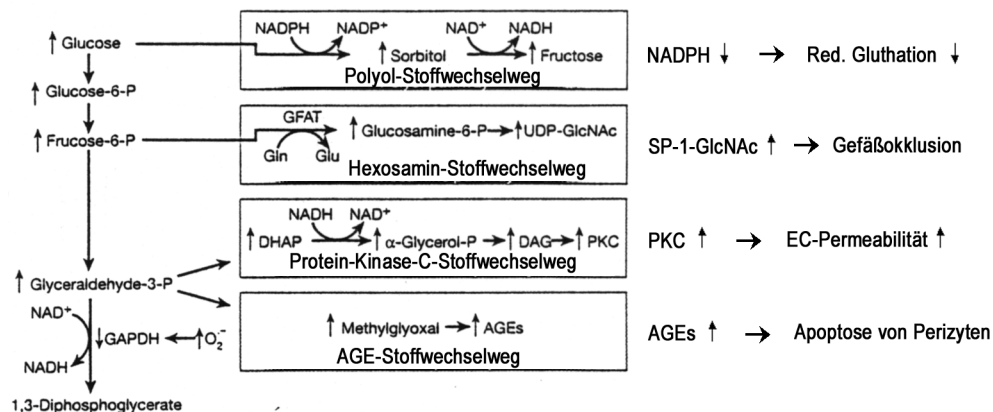 ↑ Glucose
↑ Glucose-6-P
↑ Frucose-6-P
↑ Glyceraldehyde-3-P
NAD+
↓GAPDH ← ↑O2·-
NADH
1,3-Diphosphoglycerate
NADPH NADP+ NAD+ NADH
↑ Sorbitol ↑ Fructose
Polyol-Stoffwechselweg
NADPH ↓ → Red. Gluthation ↓
GFAT
↑ Glucosamine-6-P → ↑UDP-GlcNAc
Gln Glu
Hexosamin-Stoffwechselweg
SP-1-GlcNAc ↑ → Gefäßokklusion
NADH NAD+
↑ DHAP → ↑ α-Glycerol-P → ↑ DAG → ↑ PKC
Protein-Kinase-C-Stoffwechselweg
PKC ↑ → EC-Permeabilität ↑
↑ Methylglyoxal → ↑ AGEs
AGE-Stoffwechselweg
AGEs ↑ → Apoptose von Perizyten